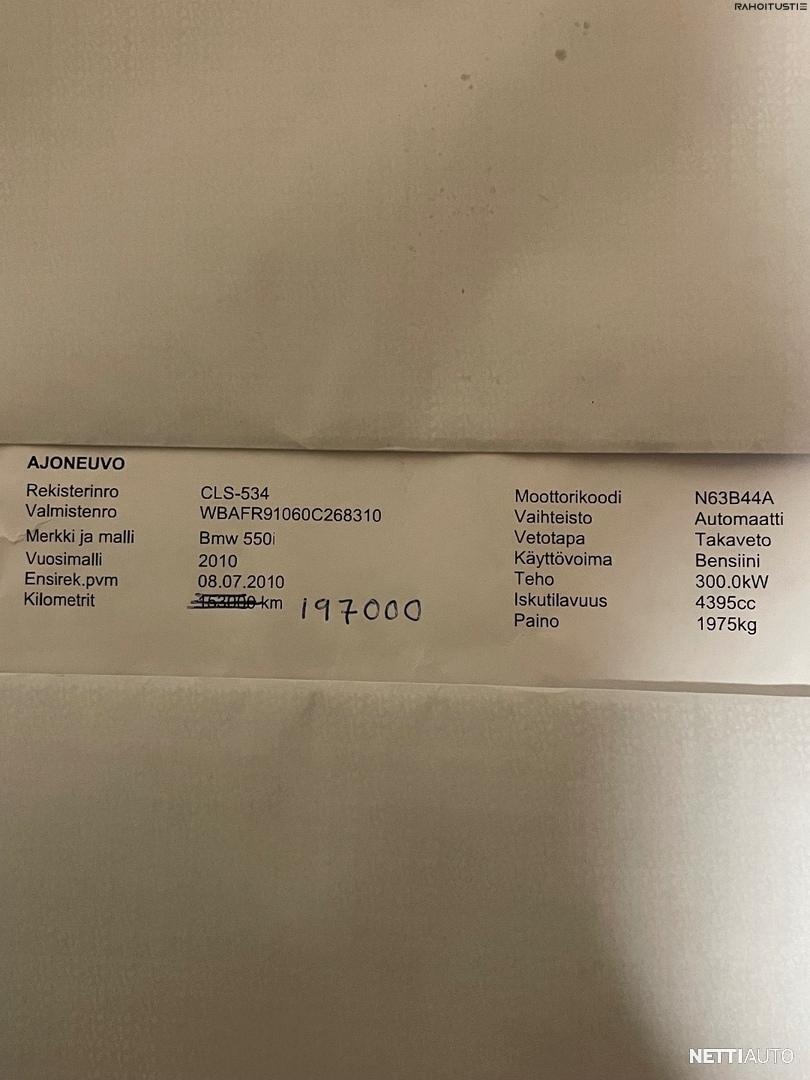 RAHOITUSTIE
AJONEUVO
Rekisterinro CLS-534
Valmistenro WBAFR91060C268310
Merkki ja malli Bmw 550i
Vuosimalli 2010
Ensirek.pvm 08.07.2010
Kilometrit km 197000
Moottorikoodi N63B44A
Vaihteisto Automaatti
Vetotapa Takaveto
Käyttövoima Bensiini
Teho 300.0kW
Iskutilavuus 4395cc
Paino 1975kg
NETTIAUTO